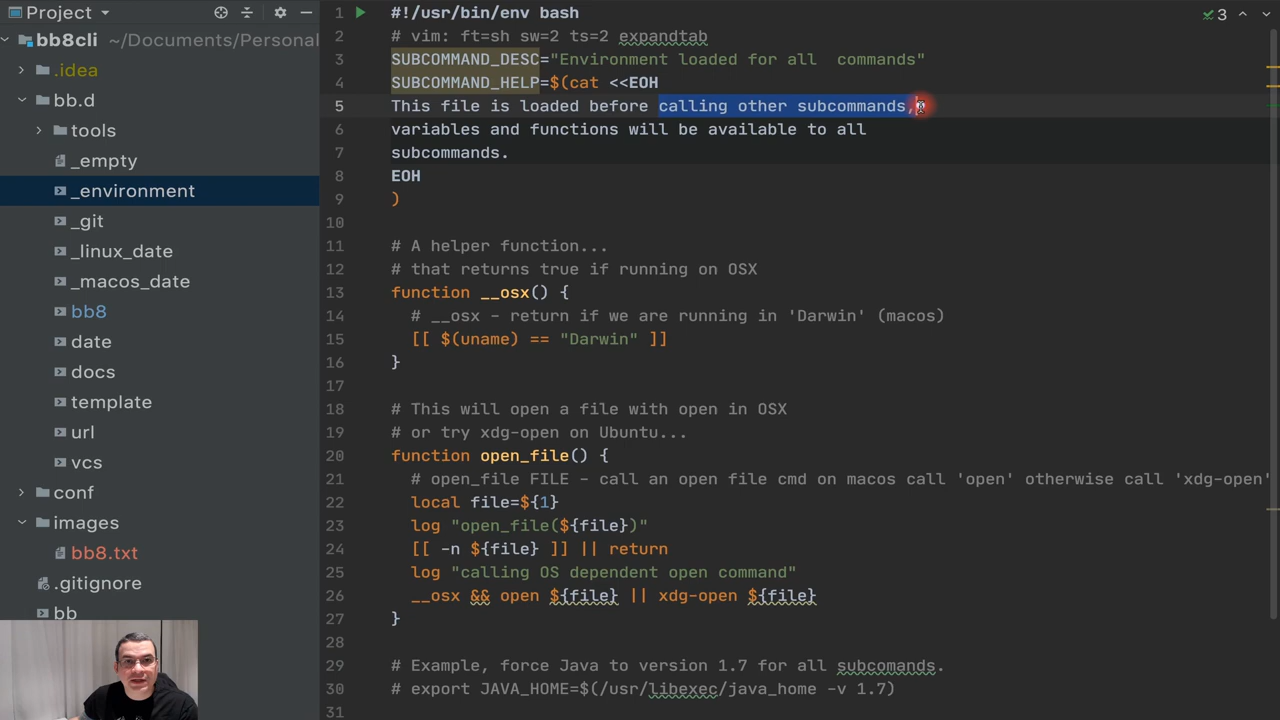 Project
bb8cli ~/Documents/Personal
.idea
bb.d
tools
_empty
_environment
_git
_linux_date
_macos_date
bb8
date
docs
template
url
vcs
conf
images
bb8.txt
.gitignore
bb
3
1 #!/usr/bin/env bash
2 # vim: ft=sh sw=2 ts=2 expandtab
3 SUBCOMMAND_DESC="Environment loaded for all  commands"
4 SUBCOMMAND_HELP=$(cat <<EOH
5 This file is loaded before calling other subcommands,
6 variables and functions will be available to all
7 subcommands.
8 EOH
9 )
10
11 # A helper function...
12 # that returns true if running on OSX
13 function __osx() {
14 # __osx - return if we are running in 'Darwin' (macos)
15 [[ $(uname) == "Darwin" ]]
16 }
17
18 # This will open a file with open in OSX
19 # or try xdg-open on Ubuntu...
20 function open_file() {
21 # open_file FILE - call an open file cmd on macos call 'open' otherwise call 'xdg-open'
22 local file=${1}
23 log "open_file(${file})"
24 [[ -n ${file} ]] || return
25 log "calling OS dependent open command"
26 __osx && open ${file} || xdg-open ${file}
27 }
28
29 # Example, force Java to version 1.7 for all subcomands.
30 # export JAVA_HOME=$(/usr/libexec/java_home -v 1.7)
31